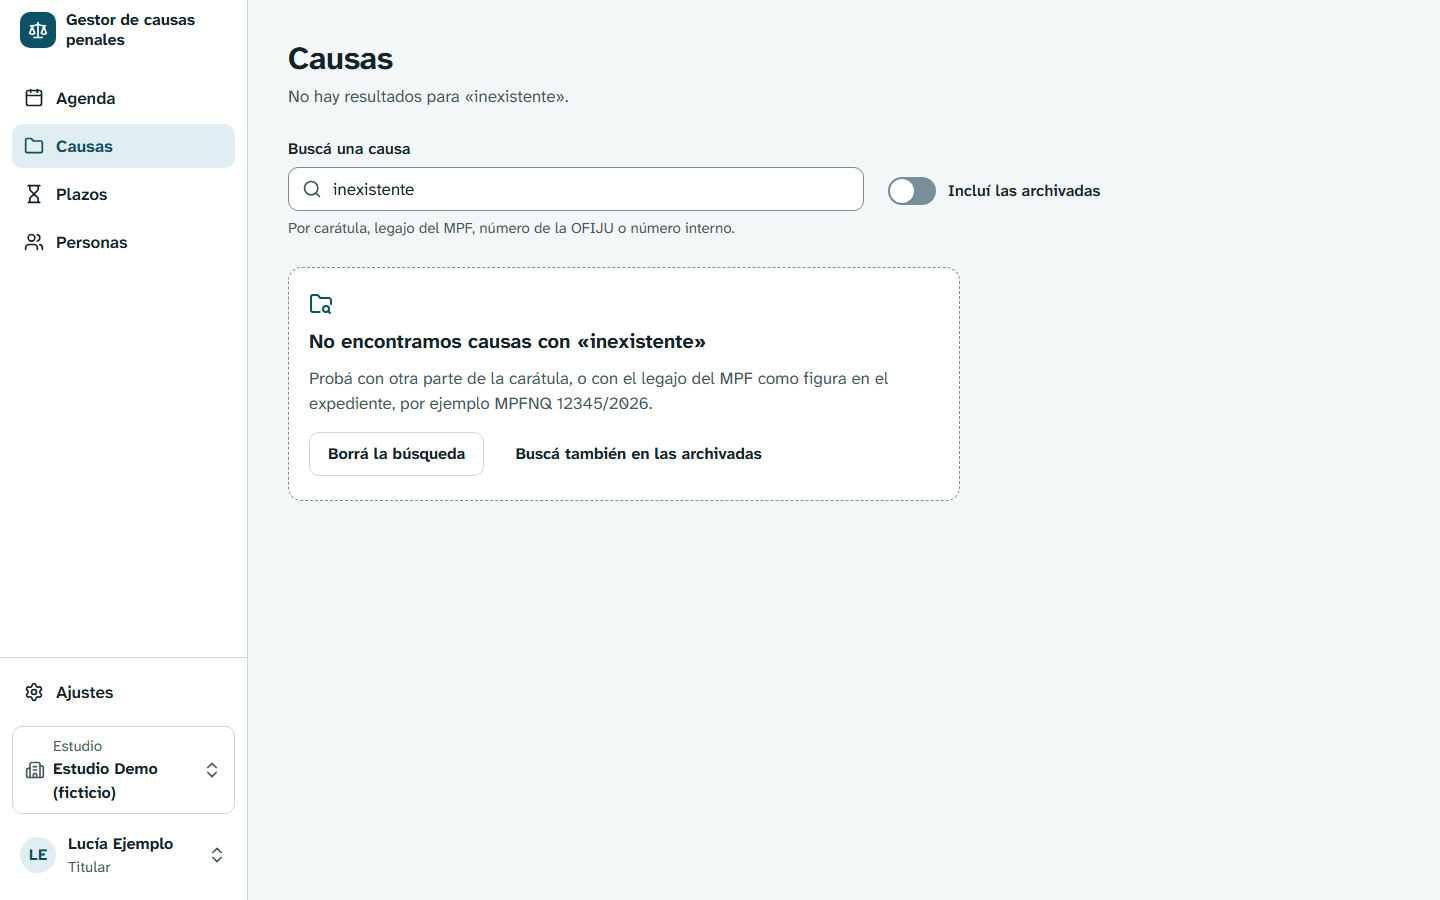 Gestor de causas
penales
Agenda
Causas
Plazos
Personas
Ajustes
Estudio
Estudio Demo
(ficticio)
LE
Lucía Ejemplo
Titular
Causas
No hay resultados para «inexistente».
Buscá una causa
inexistente
Incluí las archivadas
Por carátula, legajo del MPF, número de la OFIJU o número interno.
No encontramos causas con «inexistente»
Probá con otra parte de la carátula, o con el legajo del MPF como figura en el
expediente, por ejemplo MPFNQ 12345/2026.
Borrá la búsqueda
Buscá también en las archivadas